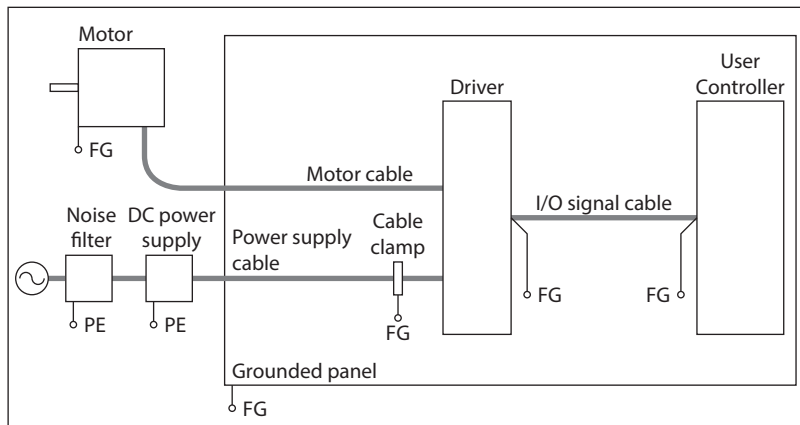 Motor
FG
User
Controller
Driver
Motor cable
I/O signal cable
Noise
filter
DC power
supply
Power supply
cable
Cable
clamp
FG
FG
PE
PE
FG
Grounded panel
FG